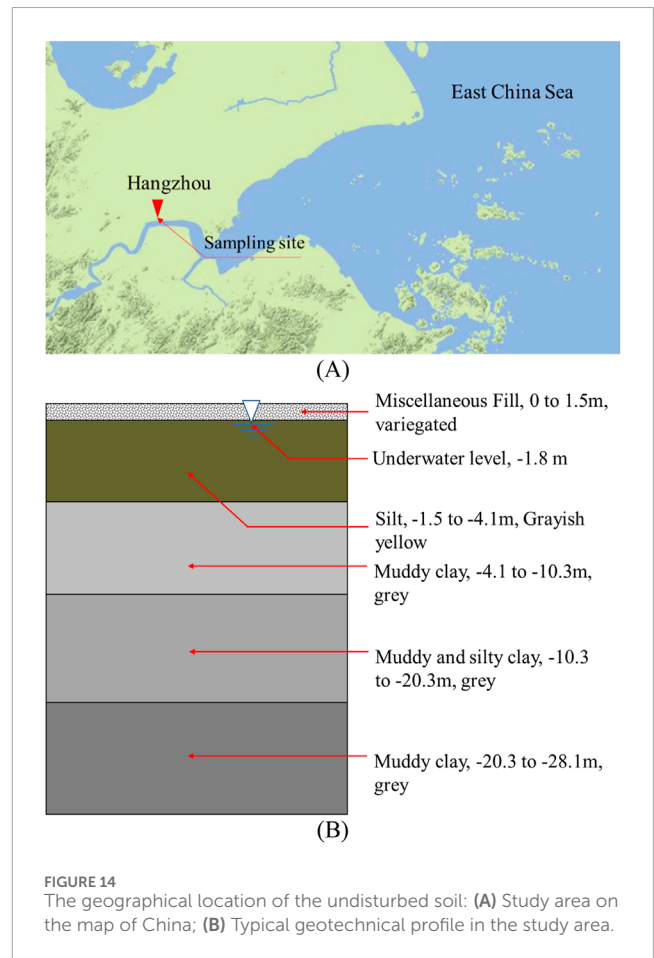 East China Sea
Hangzhou
Sampling site
(A)
Miscellaneous Fill, 0 to 1.5m,
variegated
Underwater level, -1.8 m
Silt, -1.5 to -4.1m, Grayish
yellow
Muddy clay, -4.1 to -10.3m,
grey
Muddy and silty clay, -10.3
to -20.3m, grey
Muddy clay, -20.3 to -28.1m,
grey
(B)
FIGURE 14
The geographical location of the undisturbed soil: (A) Study area on
the map of China; (B) Typical geotechnical profile in the study area.